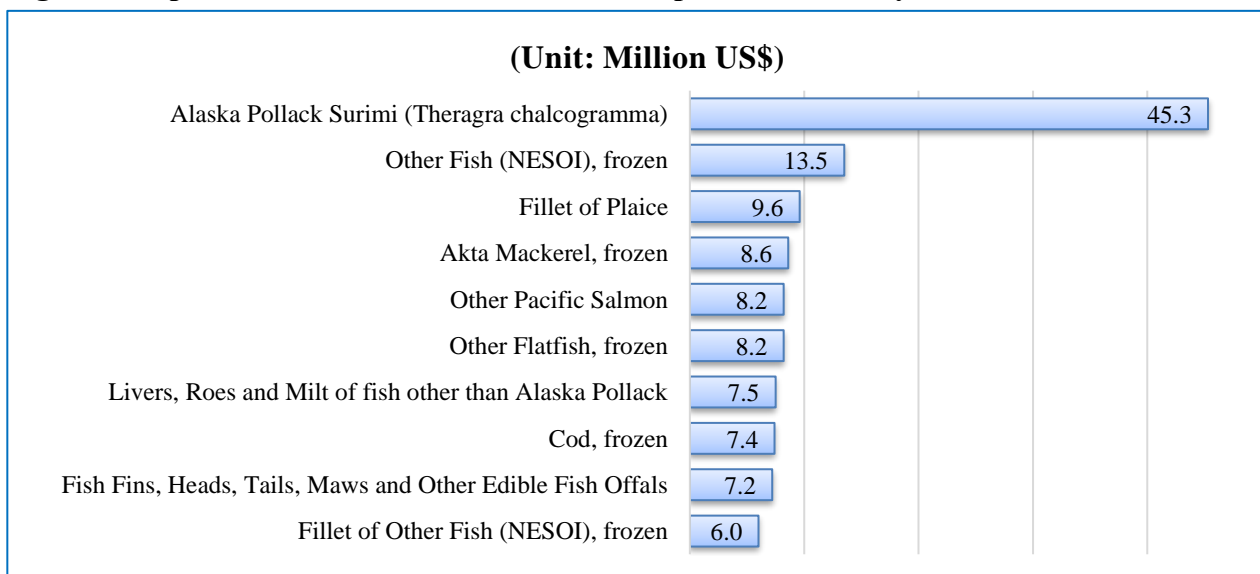 (Unit: Million US$)
Alaska Pollack Surimi (Theragra chalcogramma) 45.3
Other Fish (NESOI), frozen 13.5
Fillet of Plaice 9.6
Akta Mackerel, frozen 8.6
Other Pacific Salmon 8.2
Other Flatfish, frozen 8.2
Livers, Roes and Milt of fish other than Alaska Pollack 7.5
Cod, frozen 7.4
Fish Fins, Heads, Tails, Maws and Other Edible Fish Offals 7.2
Fillet of Other Fish (NESOI), frozen 6.0